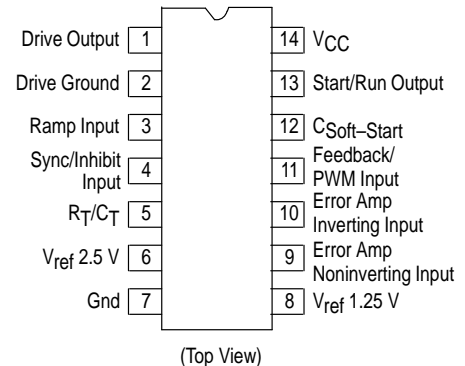 Drive Output 1
14 VCC
Drive Ground 2
13 Start/Run Output
Ramp Input 3
12 CSoft–Start
Sync/Inhibit
Input 4
11 Feedback/
PWM Input
RT/CT 5
10 Error Amp
Inverting Input
Vref 2.5 V 6
9 Error Amp
Noninverting Input
Gnd 7
8 Vref 1.25 V
(Top View)